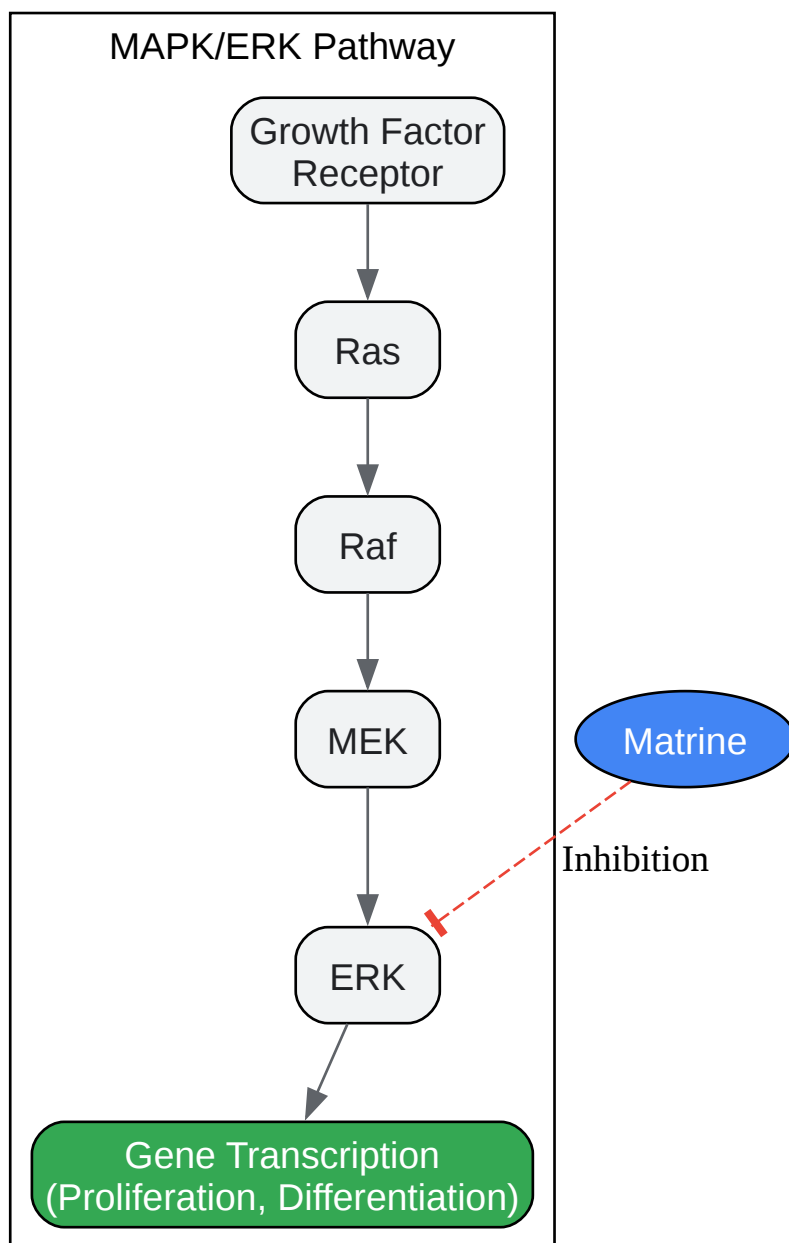 MAPK/ERK Pathway
Growth Factor
Receptor
Ras
Raf
MEK
Matrine
Inhibition
ERK
Gene Transcription
(Proliferation, Differentiation)